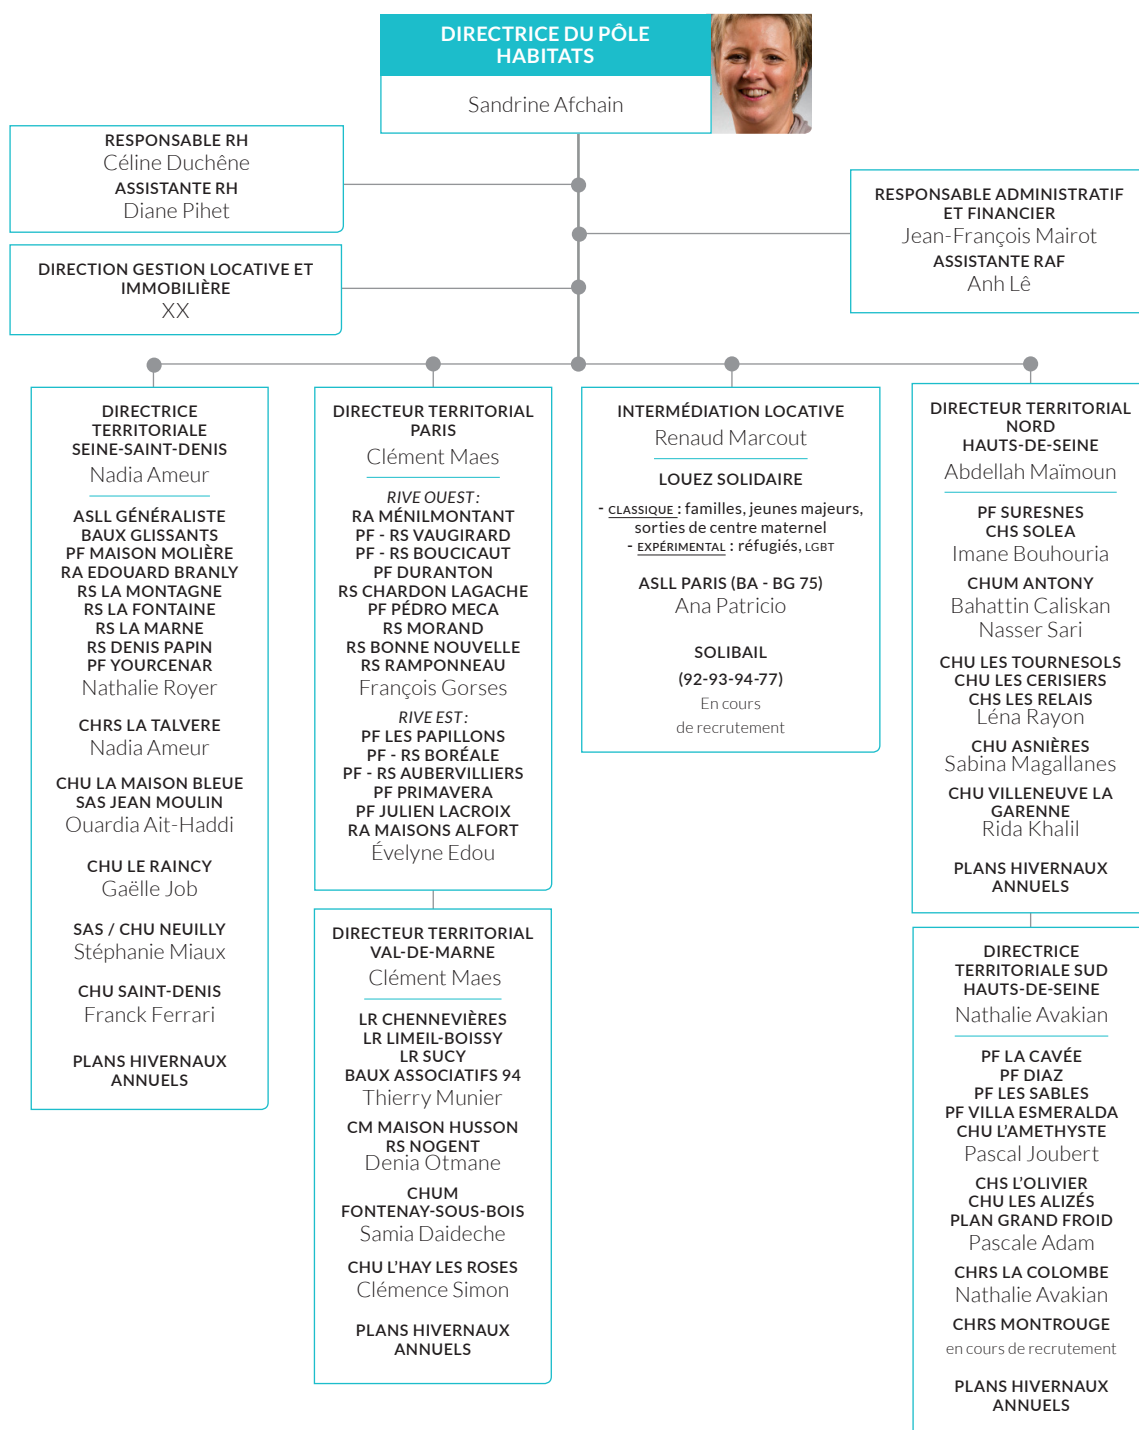 DIRECTRICE DU PÔLE
HABITATS
Sandrine Afchain
RESPONSABLE RH
Céline Duchêne
ASSISTANTE RH
Diane Pihet
RESPONSABLE ADMINISTRATIF
ET FINANCIER
Jean-François Mairot
ASSISTANTE RAF
Anh Lê
DIRECTION GESTION LOCATIVE ET
IMMOBILIÈRE
XX
DIRECTRICE
TERRITORIALE
SEINE-SAINT-DENIS
Nadia Ameur
ASLL GÉNÉRALISTE
BAUX GLISSANTS
PF MAISON MOLIÈRE
RA EDOUARD BRANLY
RS LA MONTAGNE
RS LA FONTAINE
RS LA MARNE
RS DENIS PAPIN
PF YOURCENAR
Nathalie Royer
CHRS LA TALVERE
Nadia Ameur
CHU LA MAISON BLEUE
SAS JEAN MOULIN
Ouardia Ait-Haddi
CHU LE RAINCY
Gaëlle Job
SAS / CHU NEUILLY
Stéphanie Miaux
CHU SAINT-DENIS
Franck Ferrari
PLANS HIVERNAUX
ANNUELS
DIRECTEUR TERRITORIAL
PARIS
Clément Maes
RIVE OUEST :
RA MÉNILMONTANT
PF - RS VAUGIRARD
PF - RS BOUCICAUT
PF DURANTON
RS CHARDON LAGACHE
PF PÉDRO MECA
RS MORAND
RS BONNE NOUVELLE
RS RAMPONNEAU
François Gorses
RIVE EST :
PF LES PAPILLONS
PF - RS BORÉALE
PF - RS AUBERVILLIERS
PF PRIMAVERA
PF JULIEN LACROIX
RA MAISONS ALFORT
Évelyne Edou
DIRECTEUR TERRITORIAL
VAL-DE-MARNE
Clément Maes
LR CHENNEVIÈRES
LR LIMEIL-BOISSY
LR SUCY
BAUX ASSOCIATIFS 94
Thierry Munier
CM MAISON HUSSON
RS NOGENT
Denia Otmane
CHUM
FONTENAY-SOUS-BOIS
Samia Daideche
CHU L'HAY LES ROSES
Clémence Simon
PLANS HIVERNAUX
ANNUELS
INTERMÉDIATION LOCATIVE
Renaud Marcout
LOUEZ SOLIDAIRE
- CLASSIQUE : familles, jeunes majeurs,
sorties de centre maternel
- EXPÉRIMENTAL : réfugiés, LGBT
ASLL PARIS (BA - BG 75)
Ana Patricio
SOLIBAIL
(92-93-94-77)
En cours
de recrutement
DIRECTEUR TERRITORIAL
NORD
HAUTS-DE-SEINE
Abdellah Maïmoun
PF SURESNES
CHS SOLEA
Imane Bouhouria
CHUM ANTONY
Bahattin Caliskan
Nasser Sari
CHU LES TOURNESOLS
CHU LES CERISIERS
CHS LES RELAIS
Léna Rayon
CHU ASNIÈRES
Sabina Magallanes
CHU VILLENEUVE LA
GARENNE
Rida Khalil
PLANS HIVERNAUX
ANNUELS
DIRECTRICE
TERRITORIALE SUD
HAUTS-DE-SEINE
Nathalie Avakian
PF LA CAVÉE
PF DIAZ
PF LES SABLES
PF VILLA ESMERALDA
CHU L'AMETHYSTE
Pascal Joubert
CHS L'OLIVIER
CHU LES ALIZÉS
PLAN GRAND FROID
Pascale Adam
CHRS LA COLOMBE
Nathalie Avakian
CHRS MONTROUGE
en cours de recrutement
PLANS HIVERNAUX
ANNUELS